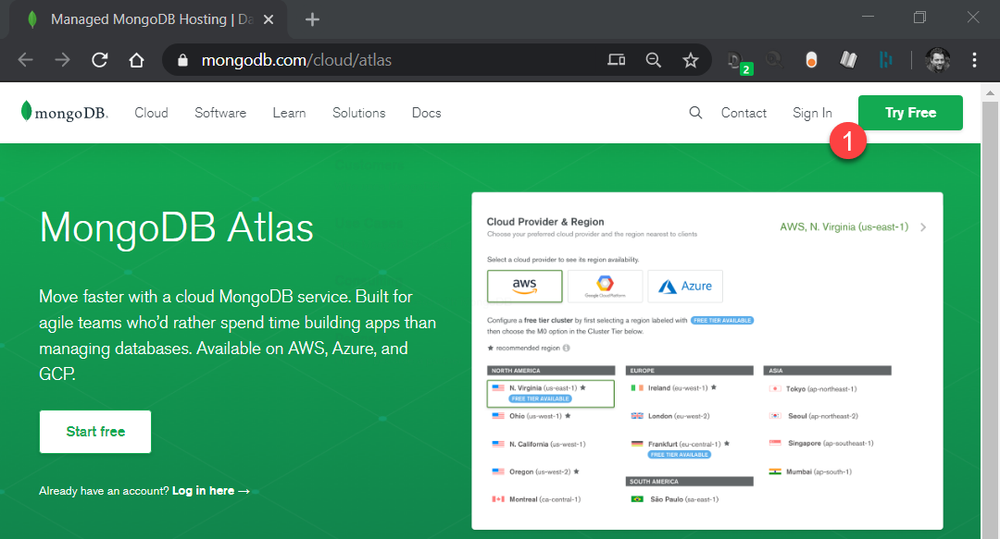 Managed MongoDB Hosting | Da
mongodb.com/cloud/atlas
2
mongoDB.
Cloud
Software
Learn
Solutions
Docs
Contact
Sign In
Try Free
1
MongoDB Atlas
Move faster with a cloud MongoDB service. Built for
agile teams who'd rather spend time building apps than
managing databases. Available on AWS, Azure, and
GCP.
Start free
Already have an account? Log in here →
Cloud Provider & Region
AWS, N. Virginia (us-east-1)
Choose your preferred cloud provider and the region nearest to clients
Select a cloud provider to see its region availability.
aws
Google Cloud Platform
Azure
Configure a free tier cluster by first selecting a region labeled with FREE TIER AVAILABLE
then choose the M0 option in the Cluster Tier below.
★ recommended region
NORTH AMERICA
N. Virginia (us-east-1) ★
FREE TIER AVAILABLE
Ohio (us-west-1) ★
N. California (us-west-1)
Oregon (us-west-2) ★
Montreal (ca-central-1)
EUROPE
Ireland (eu-west-1) ★
London (eu-west-2)
Frankfurt (eu-central-1) ★
FREE TIER AVAILABLE
SOUTH AMERICA
São Paulo (sa-east-1)
ASIA
Tokyo (ap-northeast-1)
Seoul (ap-northeast-2)
Singapore (ap-southeast-1)
Mumbai (ap-south-1)